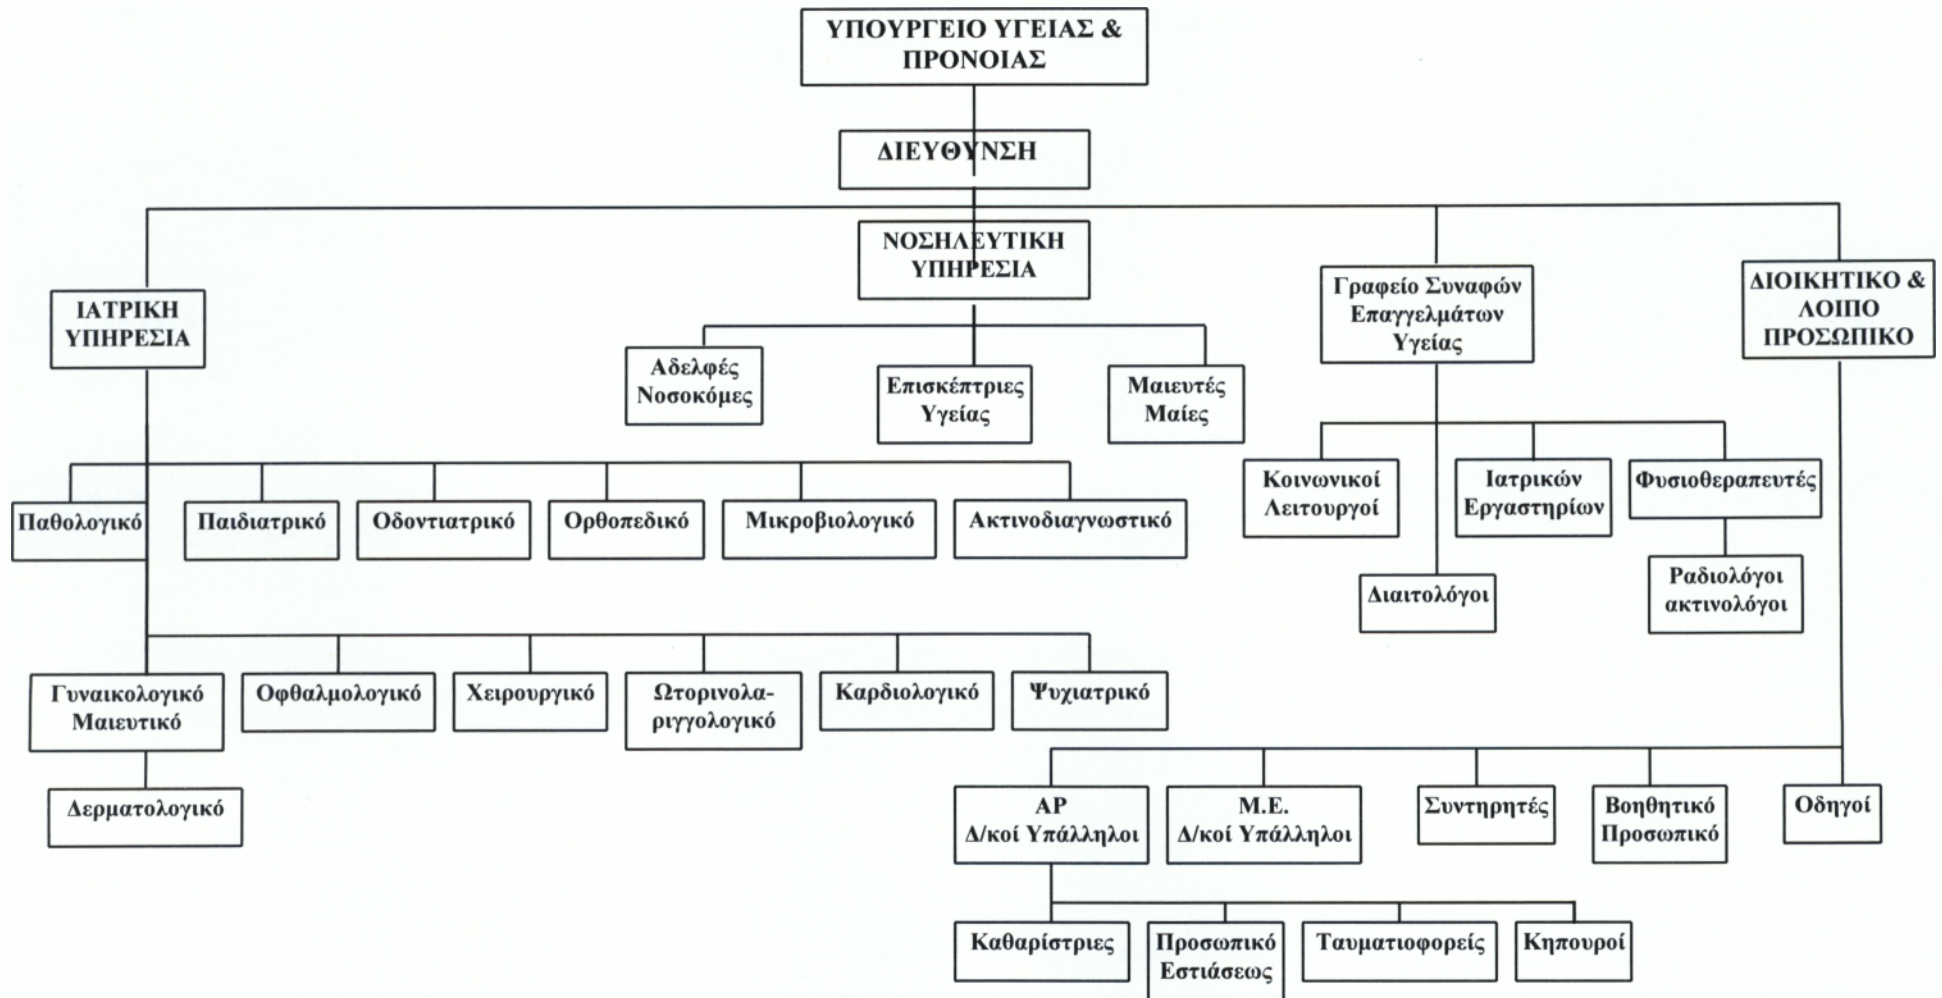 ΥΠΟΥΡΓΕΙΟ ΥΓΕΙΑΣ &
ΠΡΟΝΟΙΑΣ
ΔΙΕΥΘΥΝΣΗ
ΝΟΣΗΛΕΥΤΙΚΗ
ΥΠΗΡΕΣΙΑ
ΙΑΤΡΙΚΗ
ΥΠΗΡΕΣΙΑ
Γραφείο Συναφών
Επαγγελμάτων
Υγείας
ΔΙΟΙΚΗΤΙΚΟ &
ΛΟΙΠΟ
ΠΡΟΣΩΠΙΚΟ
Αδελφές
Νοσοκόμες
Επισκέπτριες
Υγείας
Μαιευτές
Μαίες
Κοινωνικοί
Λειτουργοί
Ιατρικών
Εργαστηρίων
Φυσιοθεραπευτές
Διαιτολόγοι
Ραδιολόγοι
ακτινολόγοι
Παθολογικό
Παιδιατρικό
Οδοντιατρικό
Ορθοπεδικό
Μικροβιολογικό
Ακτινοδιαγνωστικό
Γυναικολογικό
Μαιευτικό
Οφθαλμολογικό
Χειρουργικό
Ωτορινολα-
ριγγολογικό
Καρδιολογικό
Ψυχιατρικό
Δερματολογικό
ΑΡ
Δ/κοί Υπάλληλοι
Μ.Ε.
Δ/κοί Υπάλληλοι
Συντηρητές
Βοηθητικό
Προσωπικό
Οδηγοί
Καθαρίστριες
Προσωπικό
Εστιάσεως
Ταυματιοφορείς
Κηπουροί